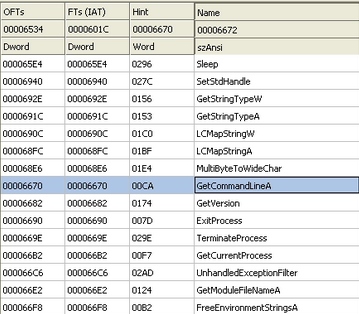 OFTs FTs (IAT) Hint Name
00006534 0000601C 00006670 00006672
Dword Dword Word szAnsi
000065E4 000065E4 0296 Sleep
00006940 00006940 027C SetStdHandle
0000692E 0000692E 0156 GetStringTypeW
0000691C 0000691C 0153 GetStringTypeA
0000690C 0000690C 01C0 LCMapStringW
000068FC 000068FC 01BF LCMapStringA
000068E6 000068E6 01E4 MultiByteToWideChar
00006670 00006670 00CA GetCommandLineA
00006682 00006682 0174 GetVersion
00006690 00006690 007D ExitProcess
0000669E 0000669E 029E TerminateProcess
000066B2 000066B2 00F7 GetCurrentProcess
000066C6 000066C6 02AD UnhandledExceptionFilter
000066E2 000066E2 0124 GetModuleFileNameA
000066F8 000066F8 00B2 FreeEnvironmentStringsA